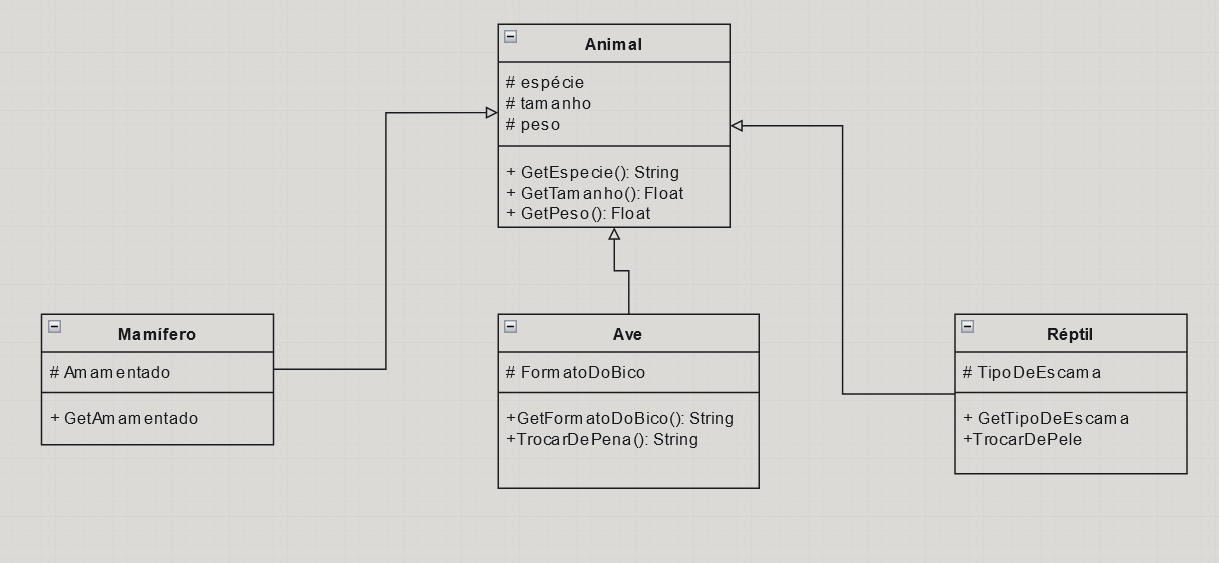 Animal
# espécie
# tamanho
# peso
+ GetEspecie(): String
+ GetTamanho(): Float
+ GetPeso(): Float
Mamífero
# Amamentado
+ GetAmamentado
Ave
# FormatoDoBico
+GetFormatoDoBico(): String
+TrocarDePena(): String
Réptil
# TipoDeEscama
+ GetTipoDeEscama
+TrocarDePele